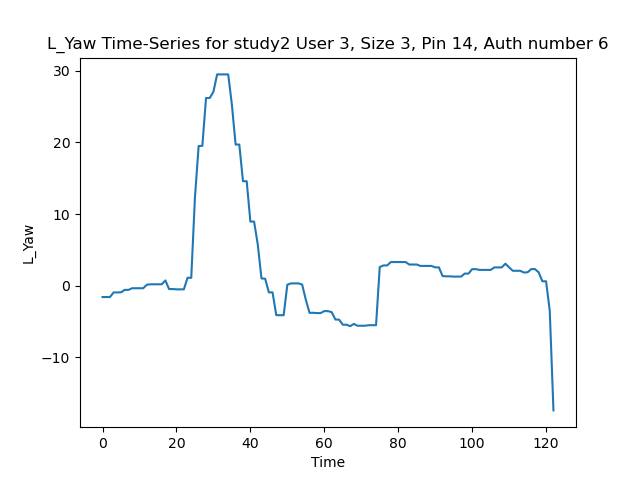 L_Yaw Time-Series for study2 User 3, Size 3, Pin 14, Auth number 6
30
20
10
0
−10
L_Yaw
0 20 40 60 80 100 120
Time